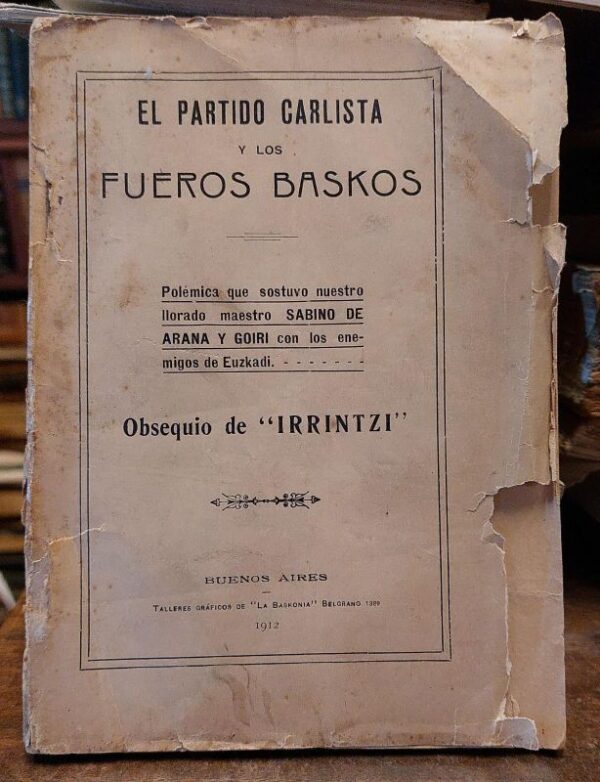 EL PARTIDO CARLISTA
Y LOS
FUEROS BASKOS
Polémica que sostuvo nuestro
llorado maestro SABINO DE
ARANA Y GOIRI con los ene-
migos de Euzkadi. - - - - - - -
Obsequio de "IRRINTZI"
BUENOS AIRES
TALLERES GRÁFICOS DE "LA BASKONIA" BELGRANO 1329
1912